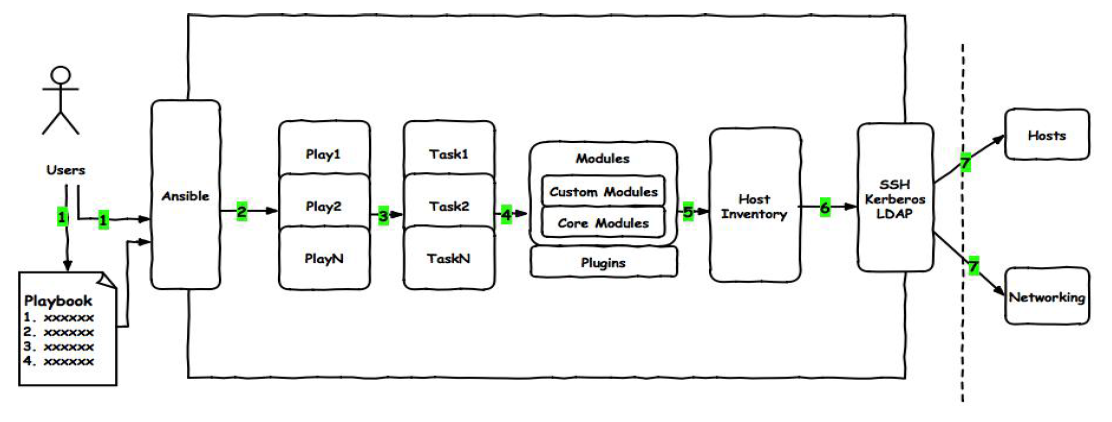 Users
1
1
Playbook
1. xxxxxx
2. xxxxxx
3. xxxxxx
4. xxxxxx
Ansible
2
Play1
Play2
PlayN
3
Task1
Task2
TaskN
4
Modules
Custom Modules
Core Modules
Plugins
5
Host
Inventory
6
SSH
Kerberos
LDAP
7
7
Hosts
Networking